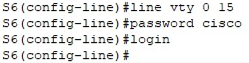 S6(config-line)#line vty 0 15
S6(config-line)#password cisco
S6(config-line)#login
S6(config-line)#